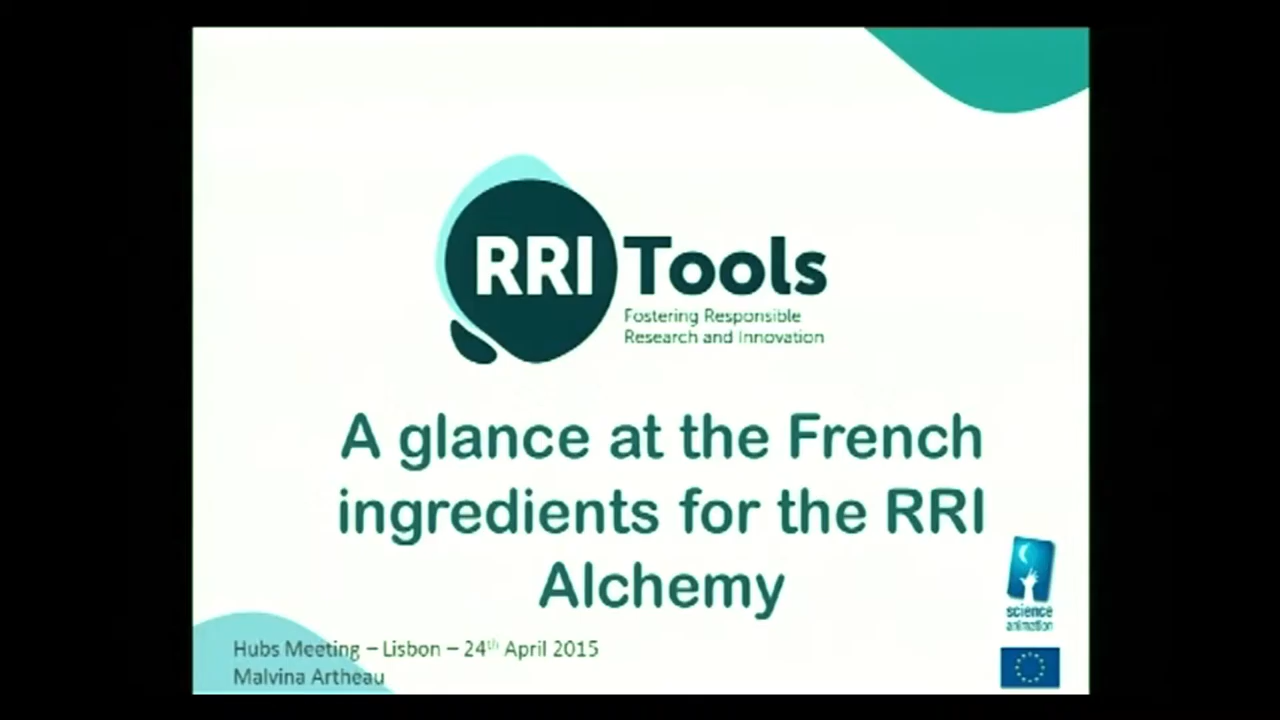 RRI Tools
Fostering Responsible
Research and Innovation
A glance at the French
ingredients for the RRI
Alchemy
science
animation
Hubs Meeting – Lisbon – 24th April 2015
Malvina Artheau